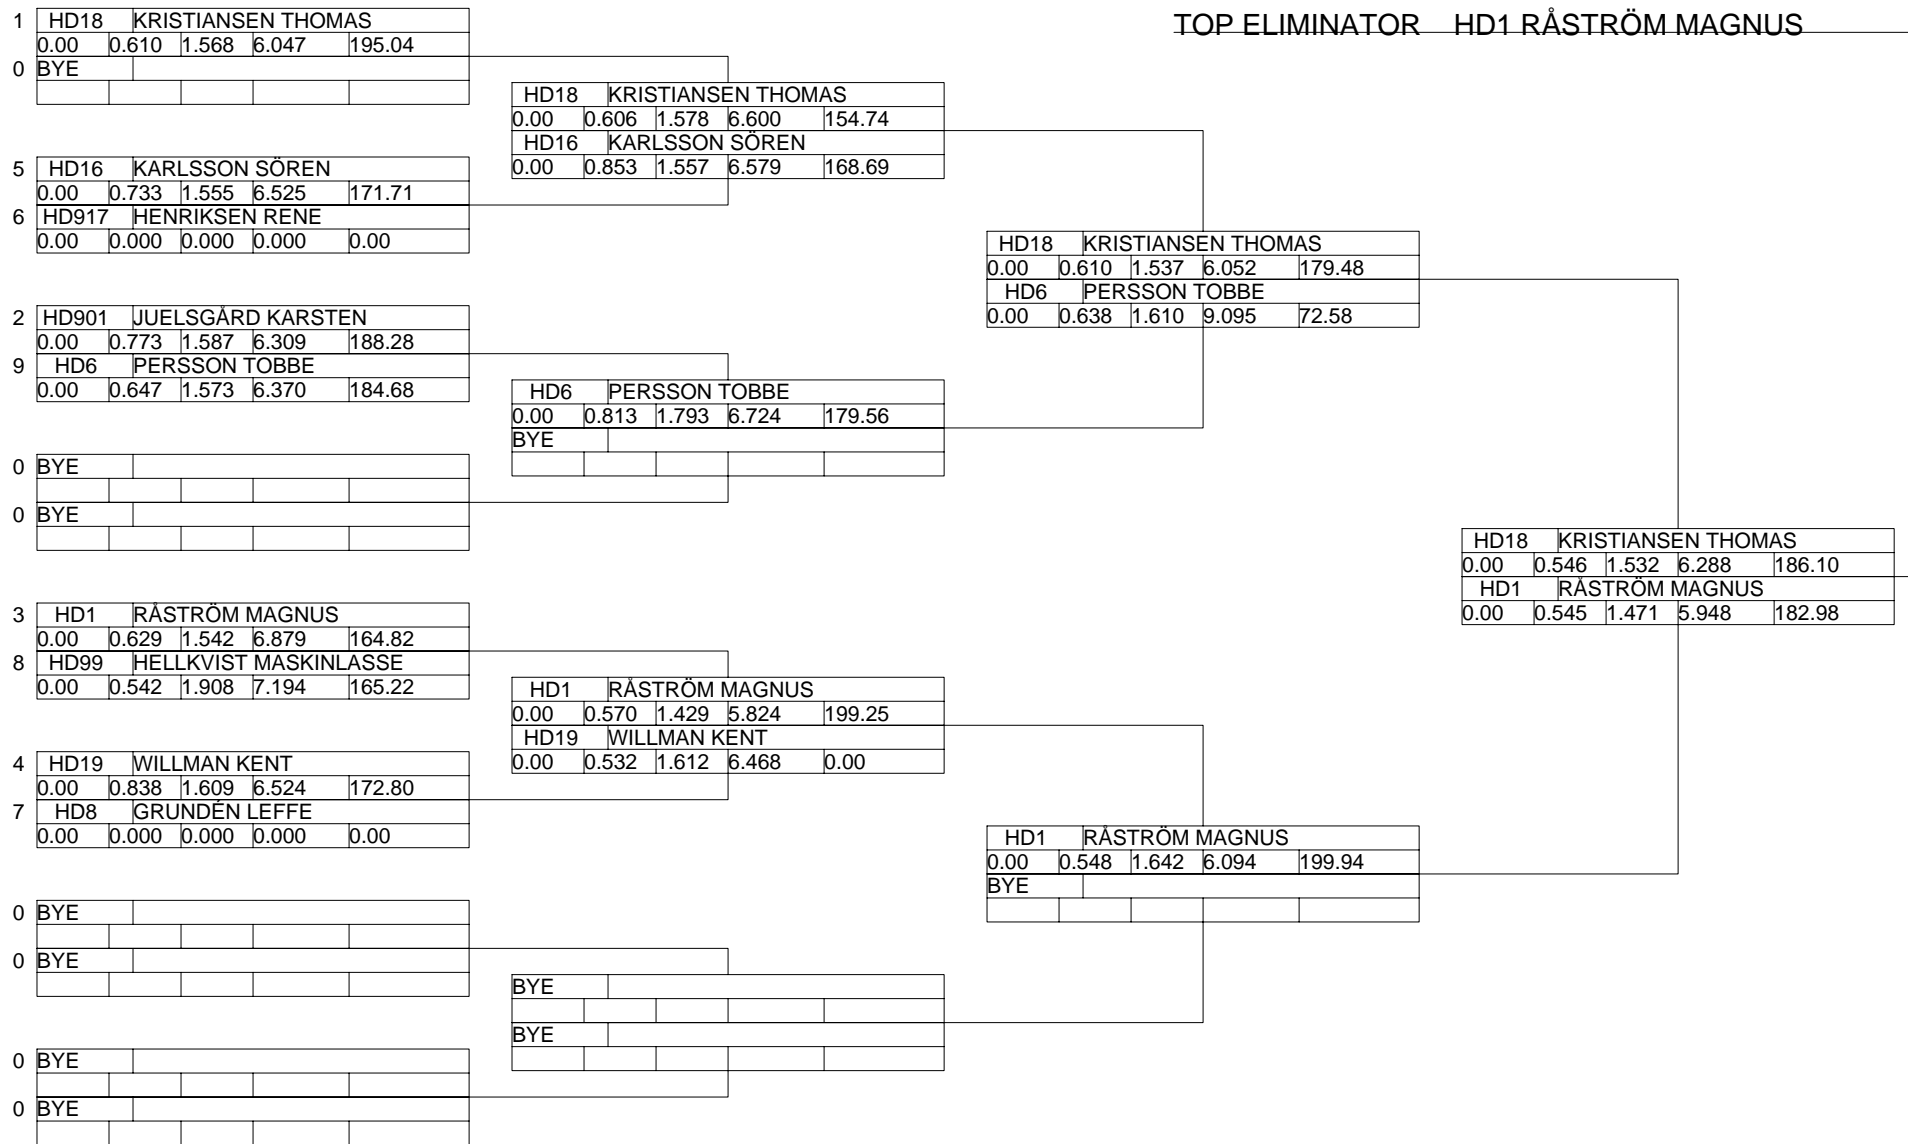 TOP ELIMINATOR HD1 RÅSTRÖM MAGNUS
1 HD18 KRISTIANSEN THOMAS
0.00 0.610 1.568 6.047 195.04
0 BYE
5 HD16 KARLSSON SÖREN
0.00 0.733 1.555 6.525 171.71
6 HD917 HENRIKSEN RENE
0.00 0.000 0.000 0.000 0.00
2 HD901 JUELSGÅRD KARSTEN
0.00 0.773 1.587 6.309 188.28
9 HD6 PERSSON TOBBE
0.00 0.647 1.573 6.370 184.68
0 BYE
0 BYE
3 HD1 RÅSTRÖM MAGNUS
0.00 0.629 1.542 6.879 164.82
8 HD99 HELLKVIST MASKINLASSE
0.00 0.542 1.908 7.194 165.22
4 HD19 WILLMAN KENT
0.00 0.838 1.609 6.524 172.80
7 HD8 GRUNDÉN LEFFE
0.00 0.000 0.000 0.000 0.00
0 BYE
0 BYE
0 BYE
0 BYE
HD18 KRISTIANSEN THOMAS
0.00 0.606 1.578 6.600 154.74
HD16 KARLSSON SÖREN
0.00 0.853 1.557 6.579 168.69
HD6 PERSSON TOBBE
0.00 0.813 1.793 6.724 179.56
BYE
HD1 RÅSTRÖM MAGNUS
0.00 0.570 1.429 5.824 199.25
HD19 WILLMAN KENT
0.00 0.532 1.612 6.468 0.00
BYE
BYE
HD18 KRISTIANSEN THOMAS
0.00 0.610 1.537 6.052 179.48
HD6 PERSSON TOBBE
0.00 0.638 1.610 9.095 72.58
HD1 RÅSTRÖM MAGNUS
0.00 0.548 1.642 6.094 199.94
BYE
HD18 KRISTIANSEN THOMAS
0.00 0.546 1.532 6.288 186.10
HD1 RÅSTRÖM MAGNUS
0.00 0.545 1.471 5.948 182.98